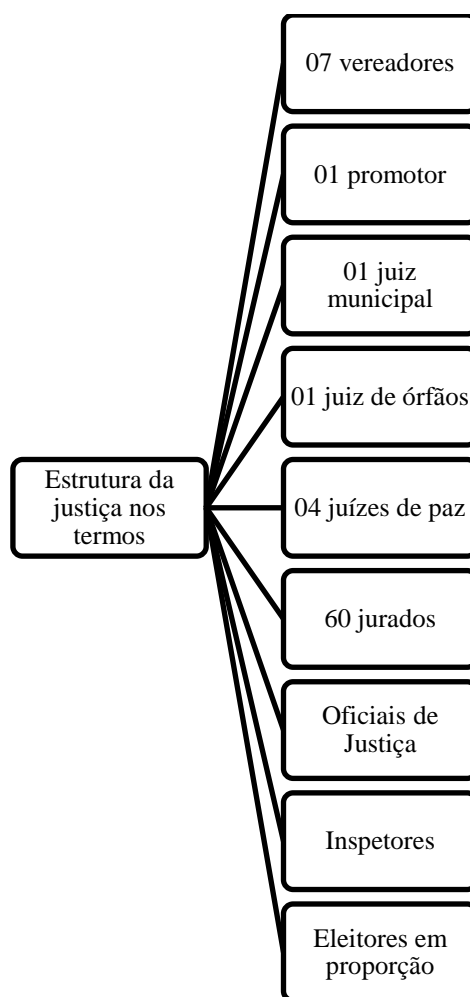 07 vereadores
01 promotor
01 juiz
municipal
01 juiz de órfãos
Estrutura da
justiça nos
termos
04 juízes de paz
60 jurados
Oficiais de
Justiça
Inspetores
Eleitores em
proporção